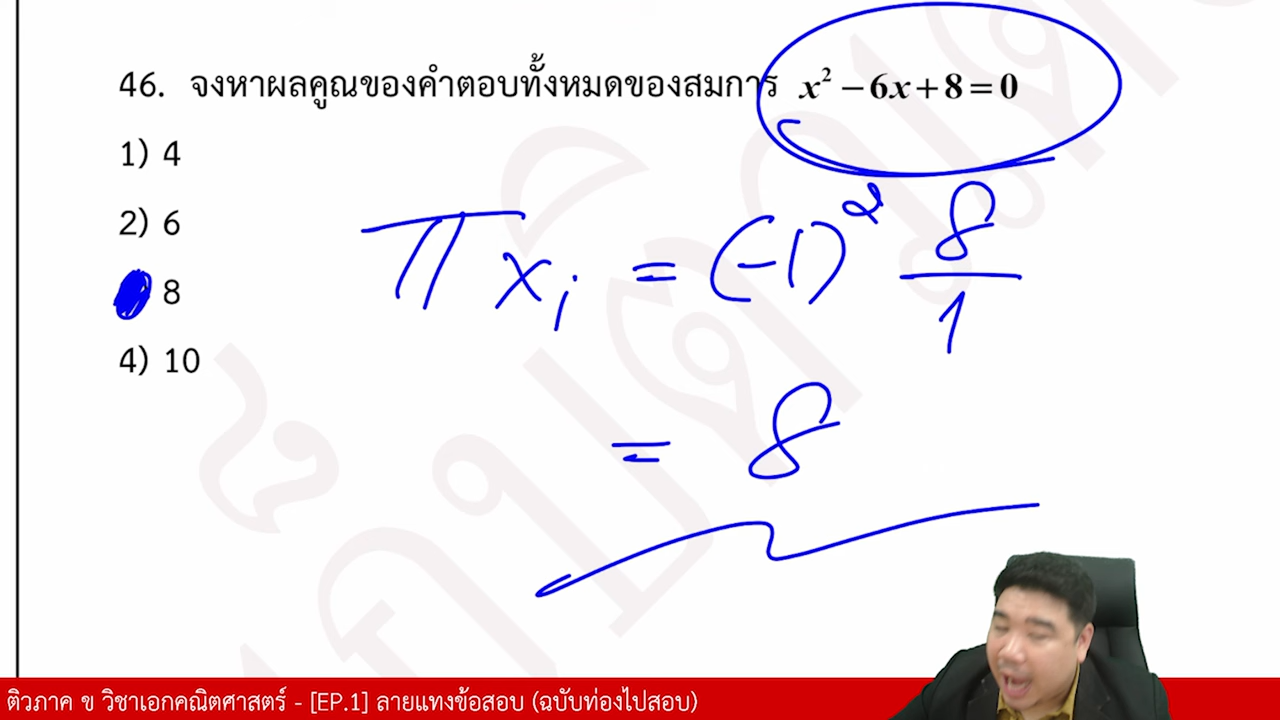 46. จงหาผลคูณของคำตอบทั้งหมดของสมการ x² − 6x + 8 = 0
1) 4
2) 6
8
4) 10
π xᵢ = (−1)² 8/1
= 8
ติวภาค ข วิชาเอกคณิตศาสตร์ - [EP.1] ลายแทงข้อสอบ (ฉบับท่องไปสอบ)